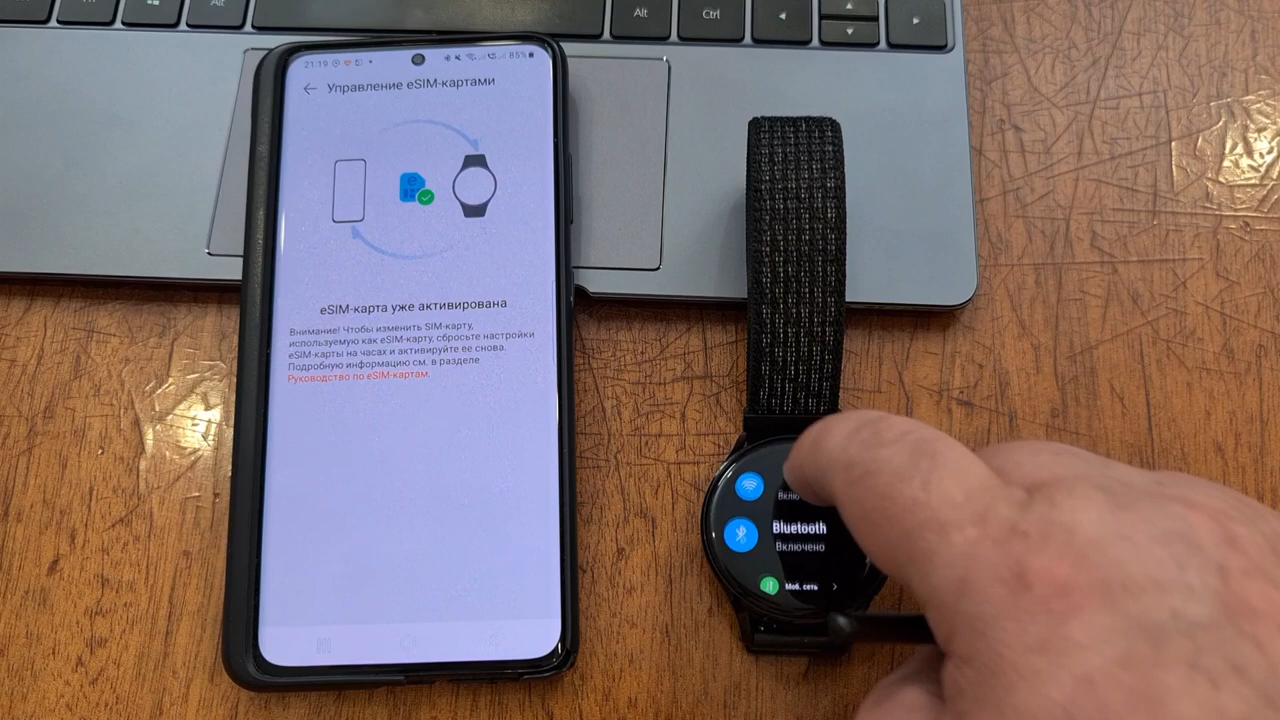 Alt
Alt
Ctrl
21:19
85%
Управление eSIM-картами
e
eSIM-карта уже активирована
Внимание! Чтобы изменить SIM-карту,
используемую как eSIM-карту, сбросьте настройки
eSIM-карты на часах и активируйте ее снова.
Подробную информацию см. в разделе
Руководство по eSIM-картам.
Bluetooth
Включено
Моб. сеть